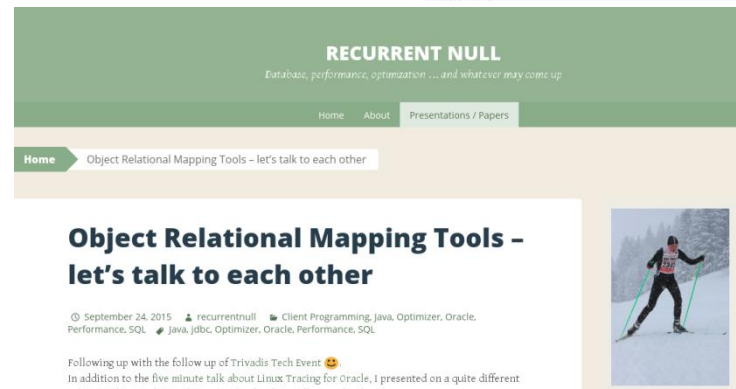 RECURRENT NULL
Database, performance, optimization ... and whatever may come up
Home About Presentations / Papers
Home Object Relational Mapping Tools – let's talk to each other
Object Relational Mapping Tools –
let's talk to each other
September 24, 2015 recurrentnull Client Programming, Java, Optimizer, Oracle,
Performance, SQL Java, jdbc, Optimizer, Oracle, Performance, SQL
Following up with the follow up of Trivadis Tech Event 😀.
In addition to the five minute talk about Linux Tracing for Oracle, I presented on a quite different